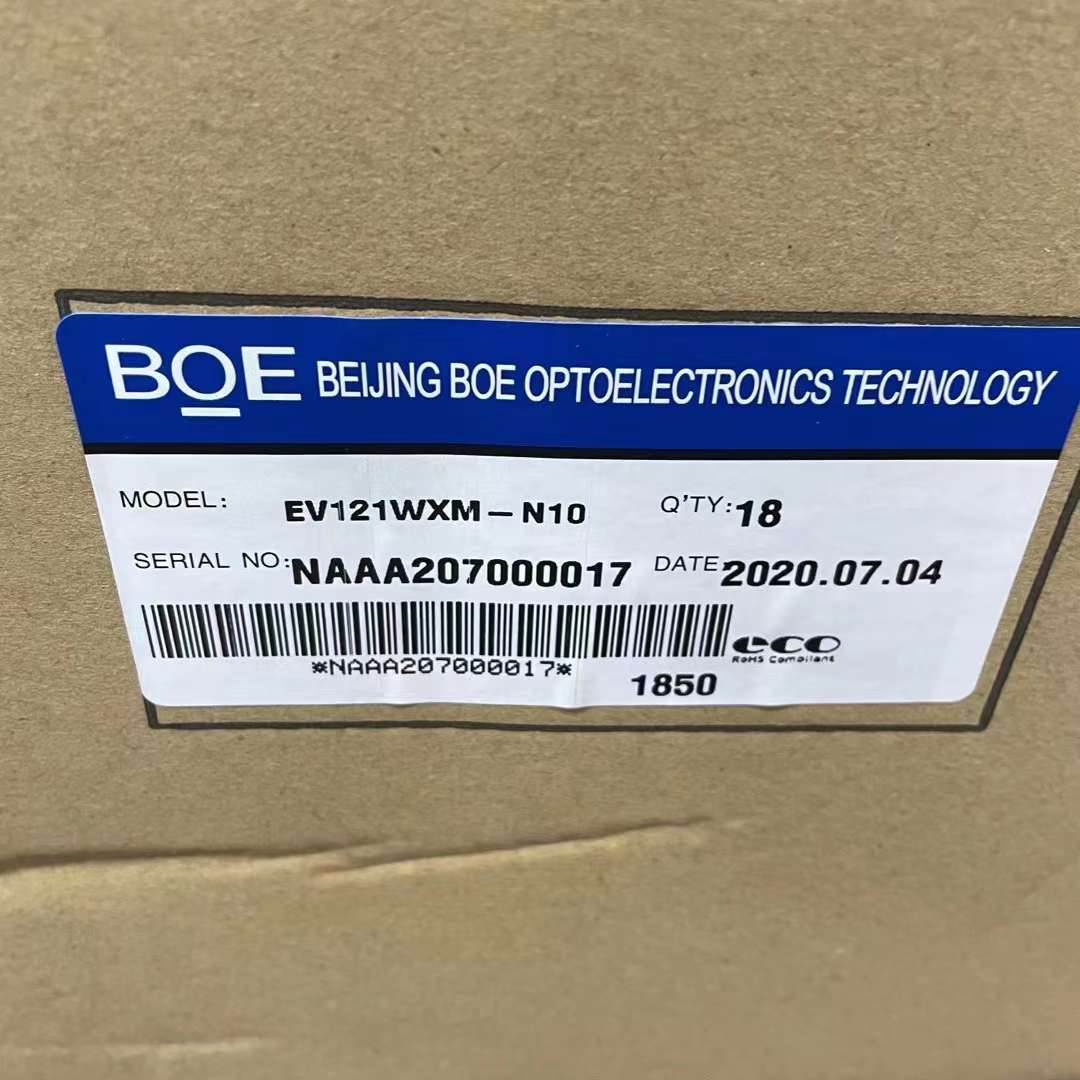 BOE BEIJING BOE OPTOELECTRONICS TECHNOLOGY
MODEL: EV121WXM-N10 Q'TY:18
SERIAL NO:NAAA207000017 DATE 2020.07.04
eco
RoHS Compliant
*NAAA207000017*
1850